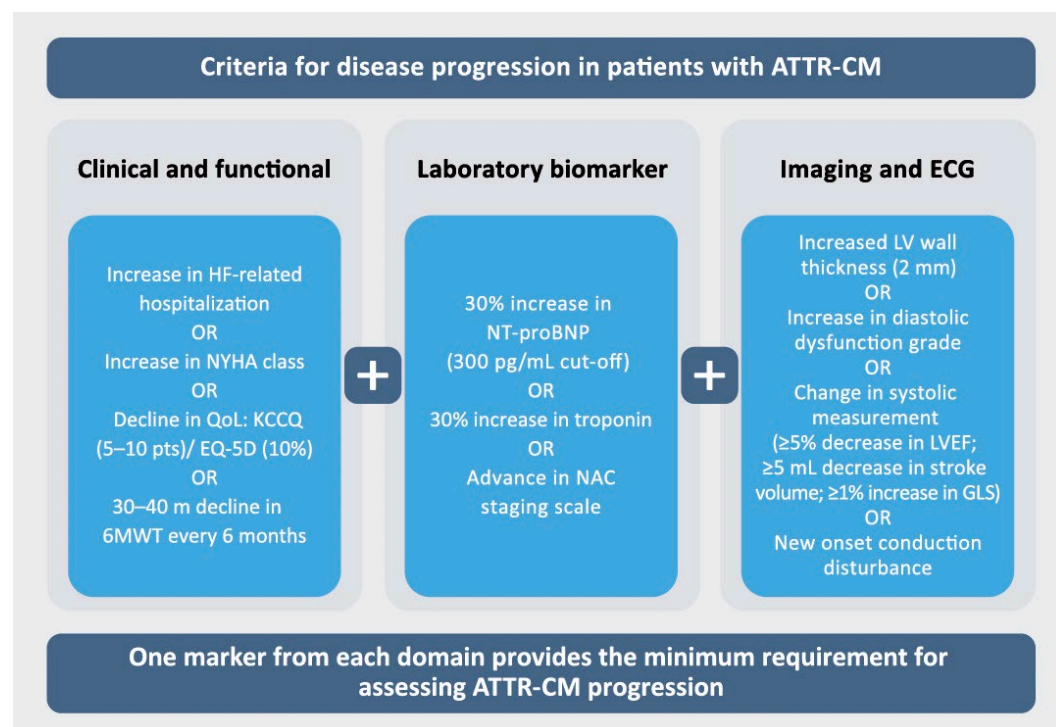 Criteria for disease progression in patients with ATTR-CM
Clinical and functional
Increase in HF-related
hospitalization
OR
Increase in NYHA class
OR
Decline in QoL: KCCQ
(5–10 pts)/ EQ-5D (10%)
OR
30–40 m decline in
6MWT every 6 months
+
Laboratory biomarker
30% increase in
NT-proBNP
(300 pg/mL cut-off)
OR
30% increase in troponin
OR
Advance in NAC
staging scale
+
Imaging and ECG
Increased LV wall
thickness (2 mm)
OR
Increase in diastolic
dysfunction grade
OR
Change in systolic
measurement
(≥5% decrease in LVEF;
≥5 mL decrease in stroke
volume; ≥1% increase in GLS)
OR
New onset conduction
disturbance
One marker from each domain provides the minimum requirement for
assessing ATTR-CM progression